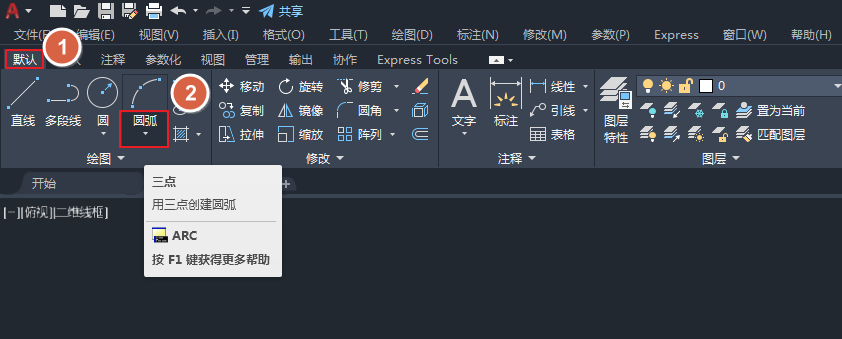 共享
文件(F) 编辑(E) 视图(V) 插入(I) 格式(O) 工具(T) 绘图(D) 标注(N) 修改(M) 参数(P) Express 窗口(W) 帮助(H)
1
默认 注释 参数化 视图 管理 输出 协作 Express Tools
2
直线 多段线 圆 圆弧
移动 旋转 修剪
复制 镜像 圆角
拉伸 缩放 阵列
文字 标注
线性
引线
表格
图层
特性
0
置为当前
匹配图层
绘图 修改 注释 图层
开始
三点
用三点创建圆弧
ARC
按 F1 键获得更多帮助
[−][俯视][二维线框]